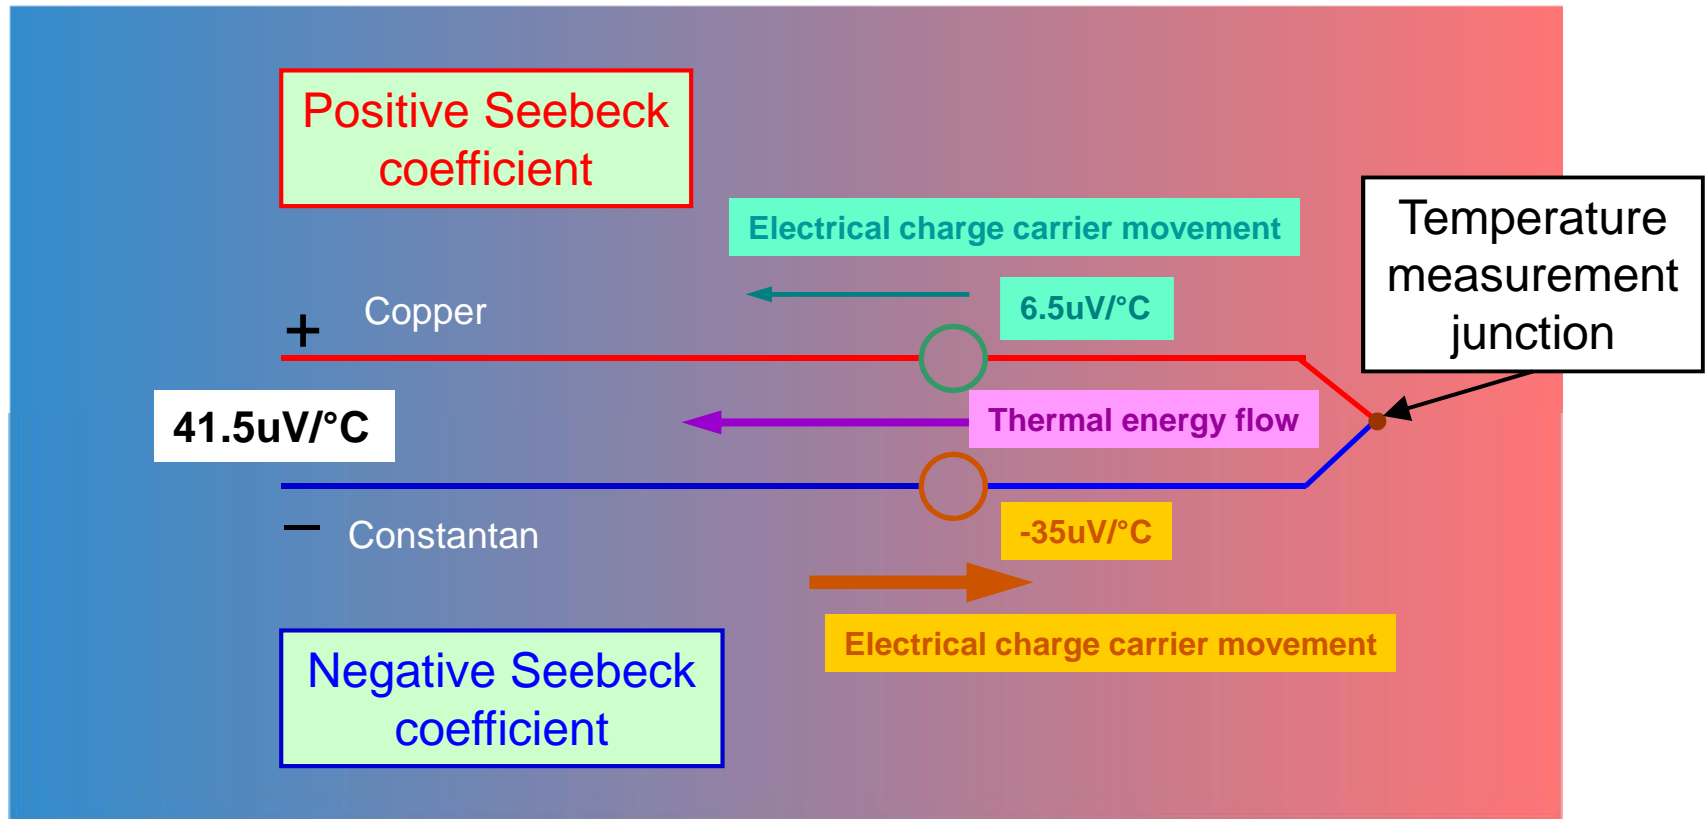 Positive Seebeck
coefficient
Electrical charge carrier movement
Temperature
measurement
junction
Copper
6.5uV/°C
+
41.5uV/°C
Thermal energy flow
−
Constantan
-35uV/°C
Electrical charge carrier movement
Negative Seebeck
coefficient